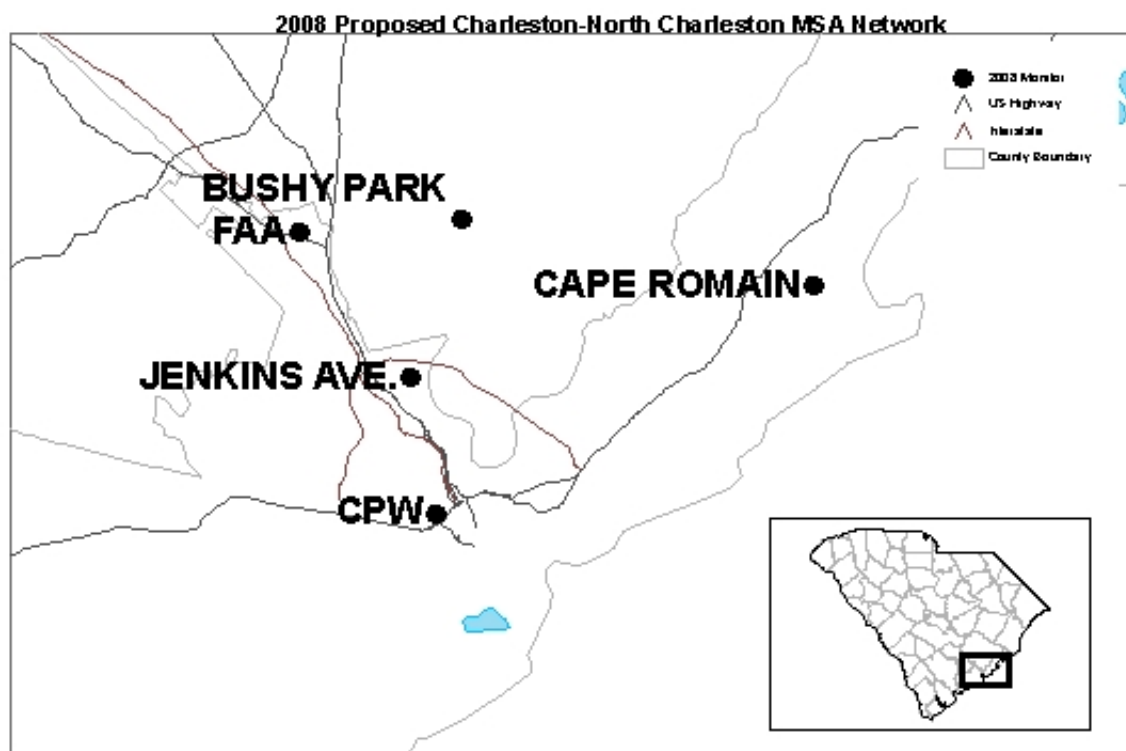 2008 Proposed Charleston-North Charleston MSA Network
2008 Monitor
US Highway
Interstate
County Boundary
BUSHY PARK
FAA
CAPE ROMAIN
JENKINS AVE.
CPW